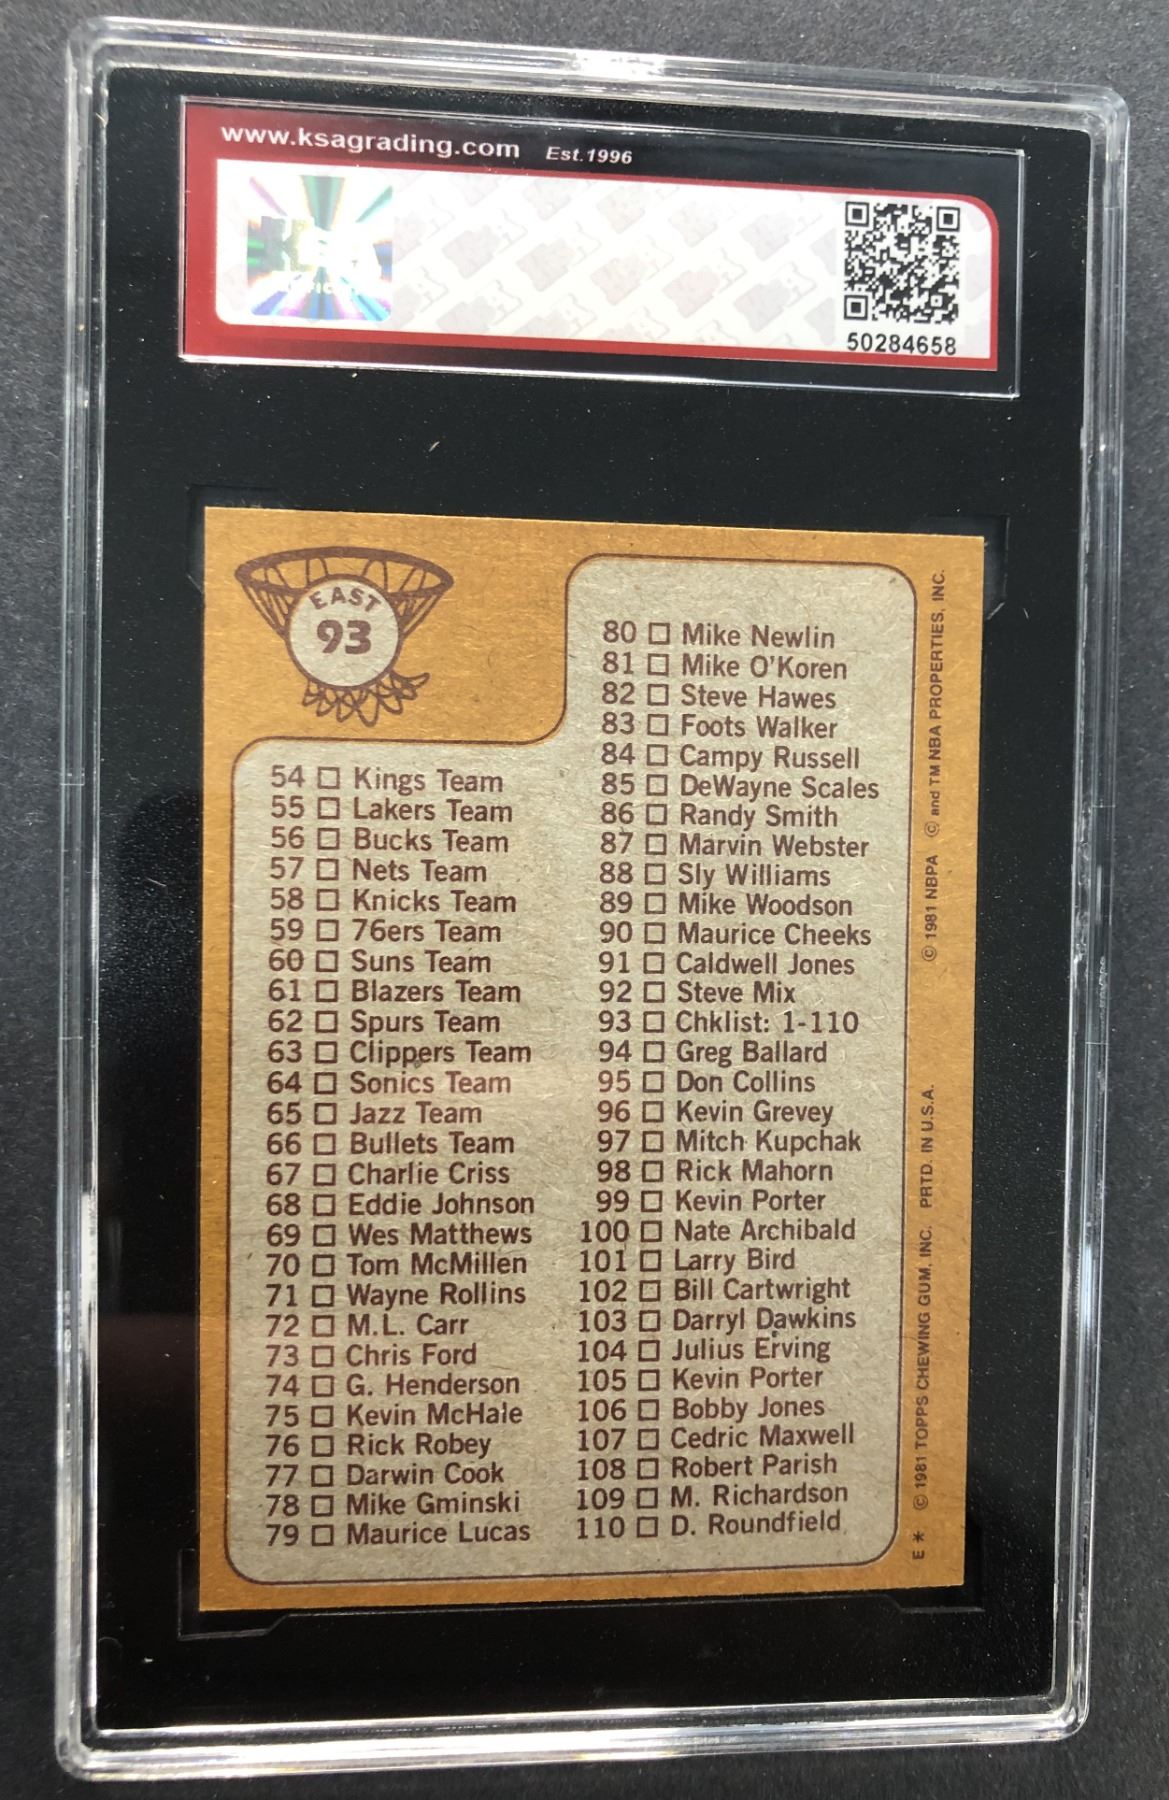 www.ksagrading.com Est.1996
KSA
50284658
EAST
93
54 ☐ Kings Team
55 ☐ Lakers Team
56 ☐ Bucks Team
57 ☐ Nets Team
58 ☐ Knicks Team
59 ☐ 76ers Team
60 ☐ Suns Team
61 ☐ Blazers Team
62 ☐ Spurs Team
63 ☐ Clippers Team
64 ☐ Sonics Team
65 ☐ Jazz Team
66 ☐ Bullets Team
67 ☐ Charlie Criss
68 ☐ Eddie Johnson
69 ☐ Wes Matthews
70 ☐ Tom McMillen
71 ☐ Wayne Rollins
72 ☐ M.L. Carr
73 ☐ Chris Ford
74 ☐ G. Henderson
75 ☐ Kevin McHale
76 ☐ Rick Robey
77 ☐ Darwin Cook
78 ☐ Mike Gminski
79 ☐ Maurice Lucas
80 ☐ Mike Newlin
81 ☐ Mike O'Koren
82 ☐ Steve Hawes
83 ☐ Foots Walker
84 ☐ Campy Russell
85 ☐ DeWayne Scales
86 ☐ Randy Smith
87 ☐ Marvin Webster
88 ☐ Sly Williams
89 ☐ Mike Woodson
90 ☐ Maurice Cheeks
91 ☐ Caldwell Jones
92 ☐ Steve Mix
93 ☐ Chklist: 1-110
94 ☐ Greg Ballard
95 ☐ Don Collins
96 ☐ Kevin Grevey
97 ☐ Mitch Kupchak
98 ☐ Rick Mahorn
99 ☐ Kevin Porter
100 ☐ Nate Archibald
101 ☐ Larry Bird
102 ☐ Bill Cartwright
103 ☐ Darryl Dawkins
104 ☐ Julius Erving
105 ☐ Kevin Porter
106 ☐ Bobby Jones
107 ☐ Cedric Maxwell
108 ☐ Robert Parish
109 ☐ M. Richardson
110 ☐ D. Roundfield
E * © 1981 TOPPS CHEWING GUM, INC. PRTD. IN U.S.A. © 1981 NBPA © and TM NBA PROPERTIES, INC.